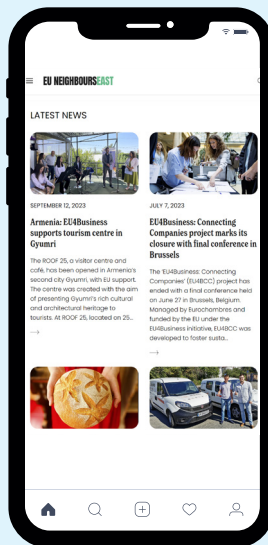 EU NEIGHBOURSEAST
LATEST NEWS
SEPTEMBER 12, 2023
Armenia: EU4Business
supports tourism centre in
Gyumri
The ROOF 25, a visitor centre and
café, has been opened in Armenia's
second city Gyumri, with EU support.
The centre was created with the aim
of presenting Gyumri's rich cultural
and architectural heritage to
tourists. At ROOF 25, located on 25...
JULY 7, 2023
EU4Business: Connecting
Companies project marks its
closure with final conference in
Brussels
The 'EU4Business: Connecting
Companies' (EU4BCC) project has
ended with a final conference held
on June 27 in Brussels, Belgium.
Managed by Eurochambres and
funded by the EU under the
EU4Business initiative, EU4BCC was
developed to foster susta...